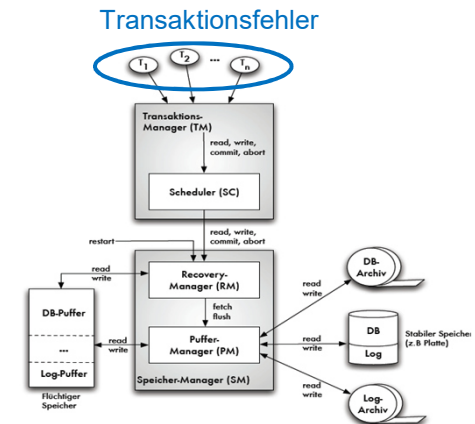 Transaktionsfehler
T1
T2
...
Tn
Transaktions-
Manager (TM)
read, write,
commit, abort
Scheduler (SC)
read, write,
commit, abort
restart
read
write
Recovery-
Manager (RM)
fetch
flush
DB-Puffer
...
Log-Puffer
Flüchtiger
Speicher
read
write
Puffer-
Manager (PM)
Speicher-Manager (SM)
read
write
DB-
Archiv
read
write
DB
Log
Stabiler Speicher
(z.B Platte)
read
write
Log-
Archiv